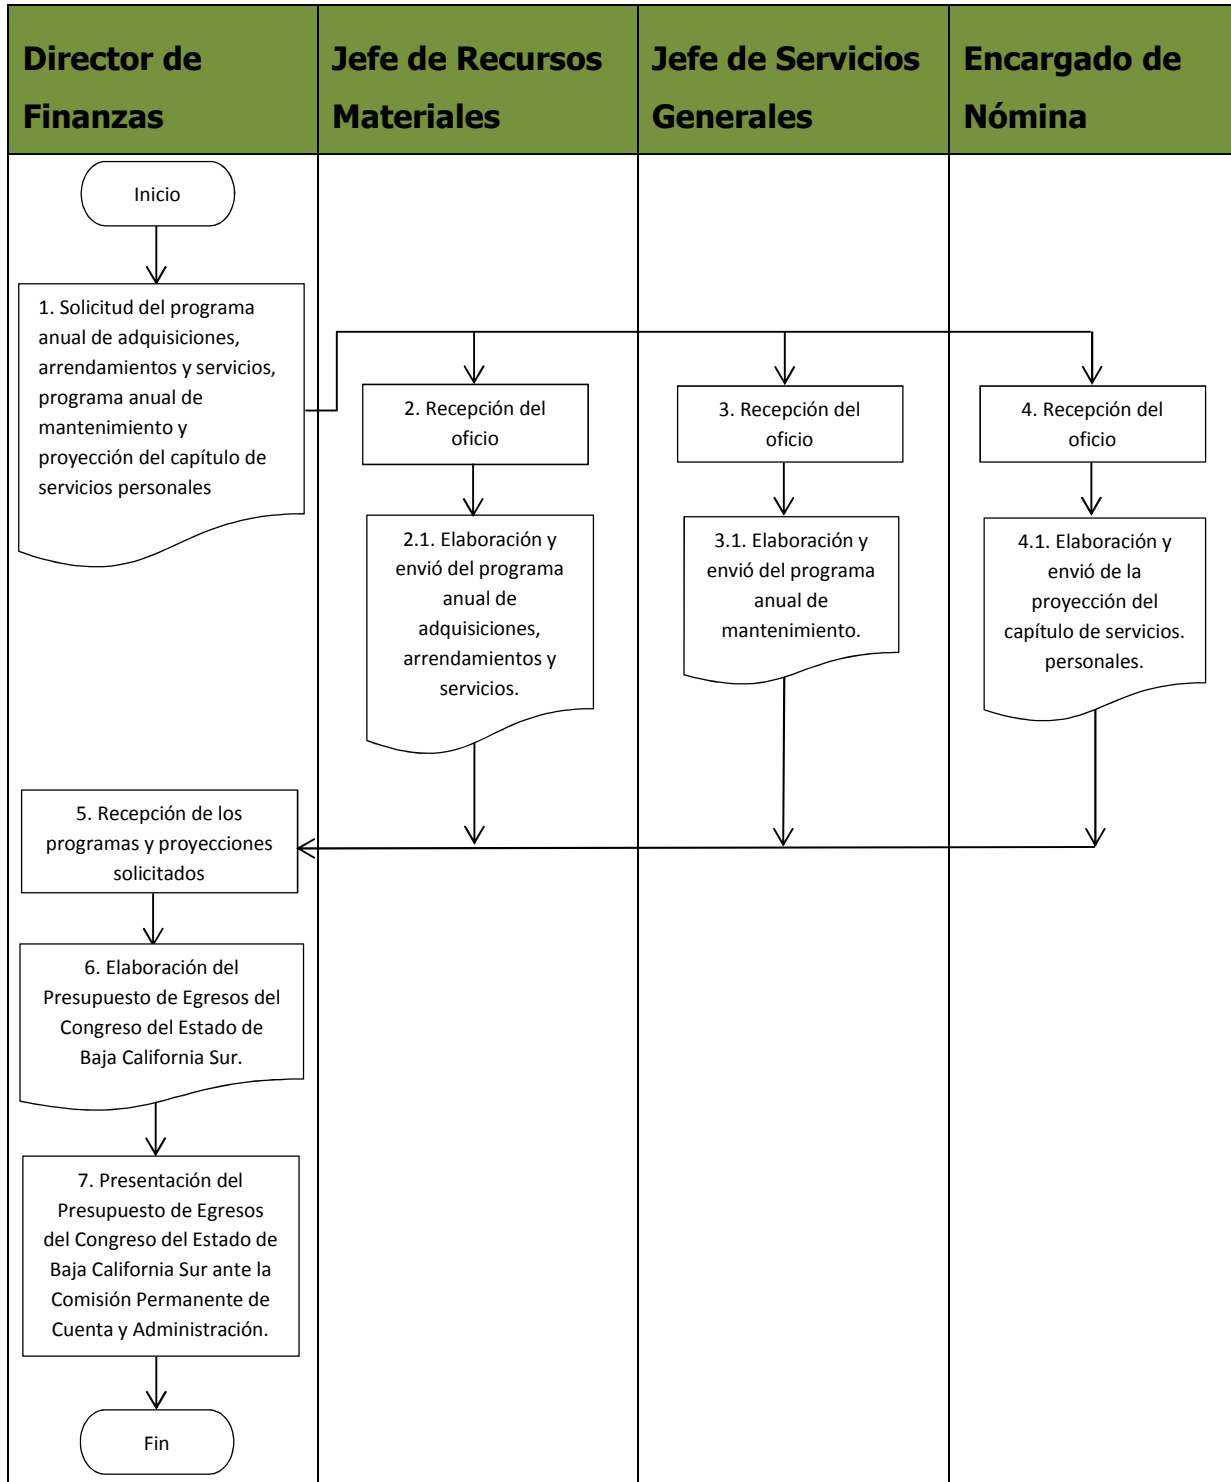 Director de
Finanzas
Jefe de Recursos
Materiales
Jefe de Servicios
Generales
Encargado de
Nómina
Inicio
1. Solicitud del programa
anual de adquisiciones,
arrendamientos y servicios,
programa anual de
mantenimiento y
proyección del capítulo de
servicios personales
2. Recepción del
oficio
3. Recepción del
oficio
4. Recepción del
oficio
2.1. Elaboración y
envió del programa
anual de
adquisiciones,
arrendamientos y
servicios.
3.1. Elaboración y
envió del programa
anual de
mantenimiento.
4.1. Elaboración y
envió de la
proyección del
capítulo de servicios.
personales.
5. Recepción de los
programas y proyecciones
solicitados
6. Elaboración del
Presupuesto de Egresos del
Congreso del Estado de
Baja California Sur.
7. Presentación del
Presupuesto de Egresos
del Congreso del Estado de
Baja California Sur ante la
Comisión Permanente de
Cuenta y Administración.
Fin